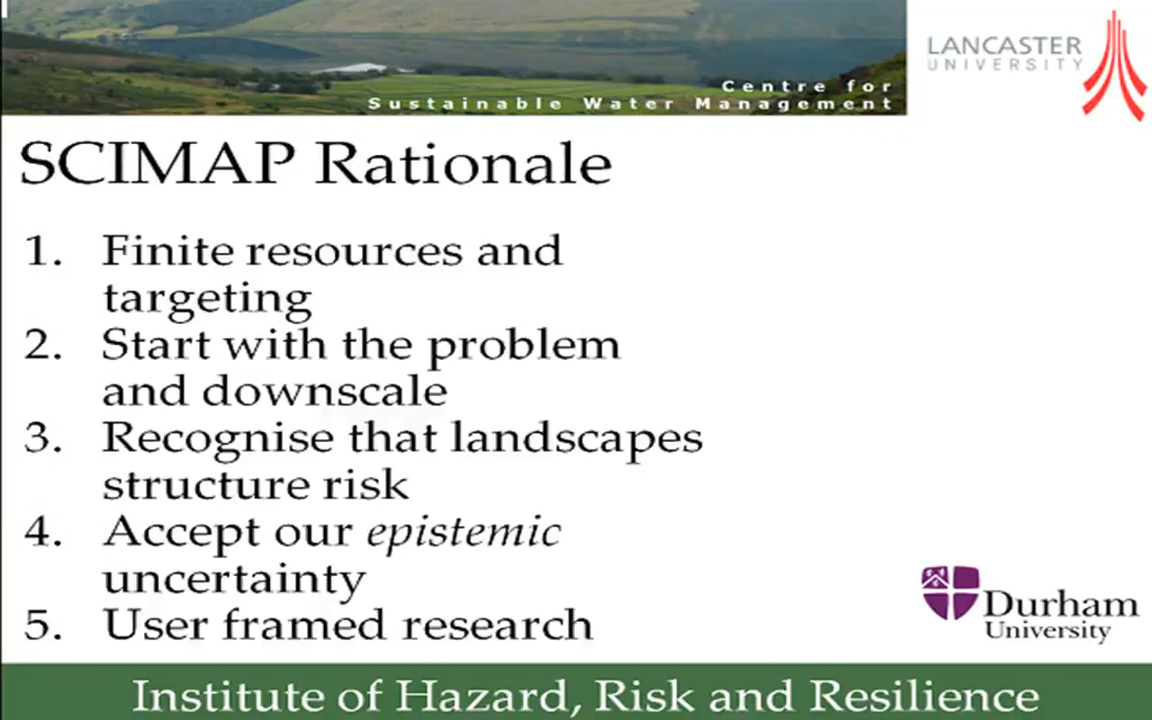 Centre for
Sustainable Water Management
LANCASTER
UNIVERSITY
SCIMAP Rationale
1. Finite resources and
targeting
2. Start with the problem
and downscale
3. Recognise that landscapes
structure risk
4. Accept our epistemic
uncertainty
5. User framed research
Durham
University
Institute of Hazard, Risk and Resilience